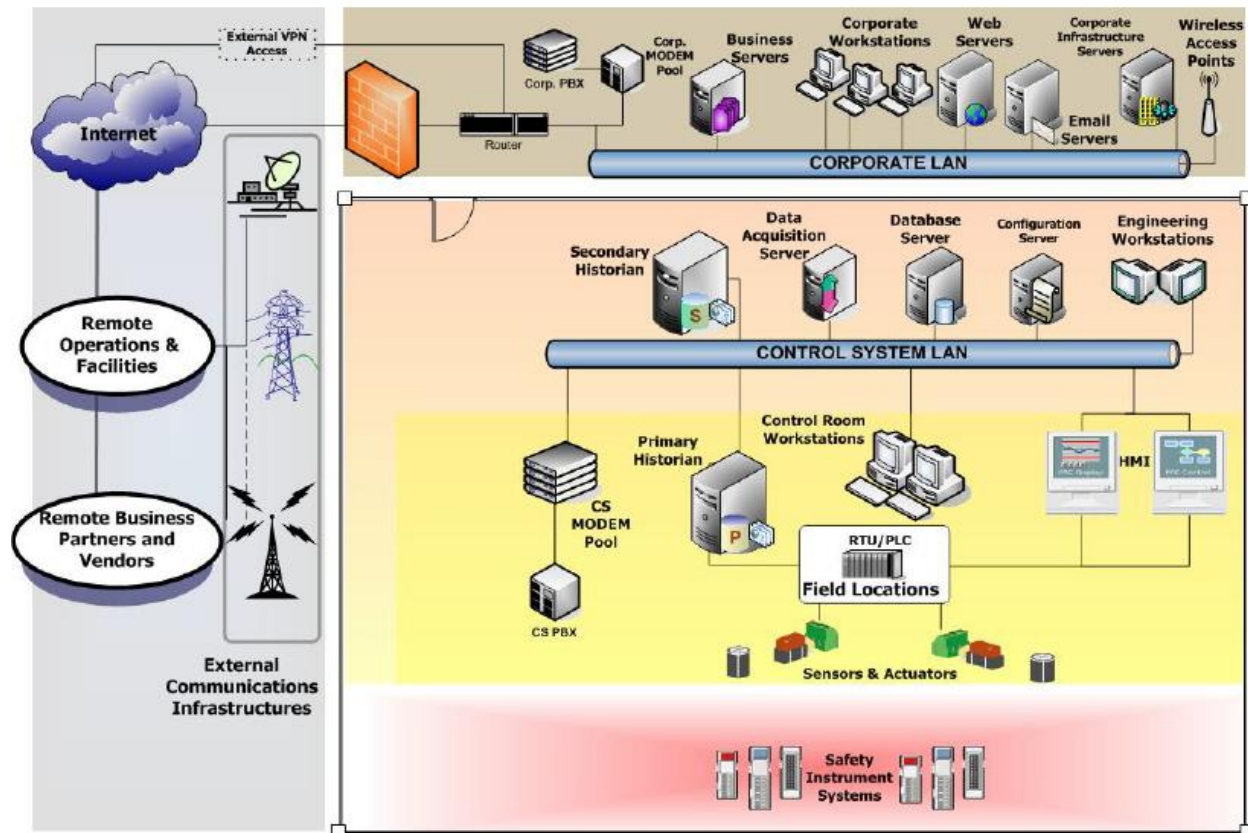 External VPN
Access
Internet
Remote
Operations &
Facilities
Remote Business
Partners and
Vendors
External
Communications
Infrastructures
Corp. PBX
Corp.
MODEM
Pool
Router
Business
Servers
Corporate
Workstations
Web
Servers
Email
Servers
Corporate
Infrastructure
Servers
Wireless
Access
Points
CORPORATE LAN
Secondary
Historian
S
Data
Acquisition
Server
Database
Server
Configuration
Server
Engineering
Workstations
CONTROL SYSTEM LAN
CS
MODEM
Pool
CS PBX
Primary
Historian
P
Control Room
Workstations
HMI
RTU/PLC
Field Locations
Sensors & Actuators
Safety
Instrument
Systems